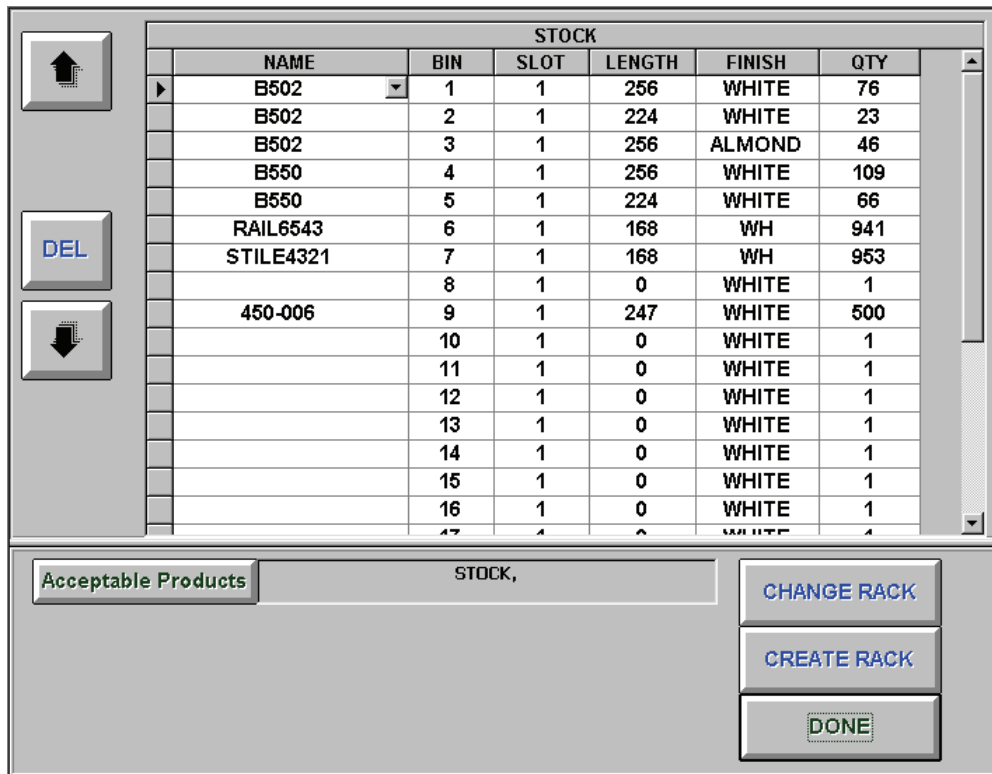 STOCK
NAME BIN SLOT LENGTH FINISH QTY
B502 1 1 256 WHITE 76
B502 2 1 224 WHITE 23
B502 3 1 256 ALMOND 46
B550 4 1 256 WHITE 109
B550 5 1 224 WHITE 66
RAIL6543 6 1 168 WH 941
DEL
STILE4321 7 1 168 WH 953
8 1 0 WHITE 1
450-006 9 1 247 WHITE 500
10 1 0 WHITE 1
11 1 0 WHITE 1
12 1 0 WHITE 1
13 1 0 WHITE 1
14 1 0 WHITE 1
15 1 0 WHITE 1
16 1 0 WHITE 1
17 1 0 WHITE 1
Acceptable Products STOCK,
CHANGE RACK
CREATE RACK
DONE